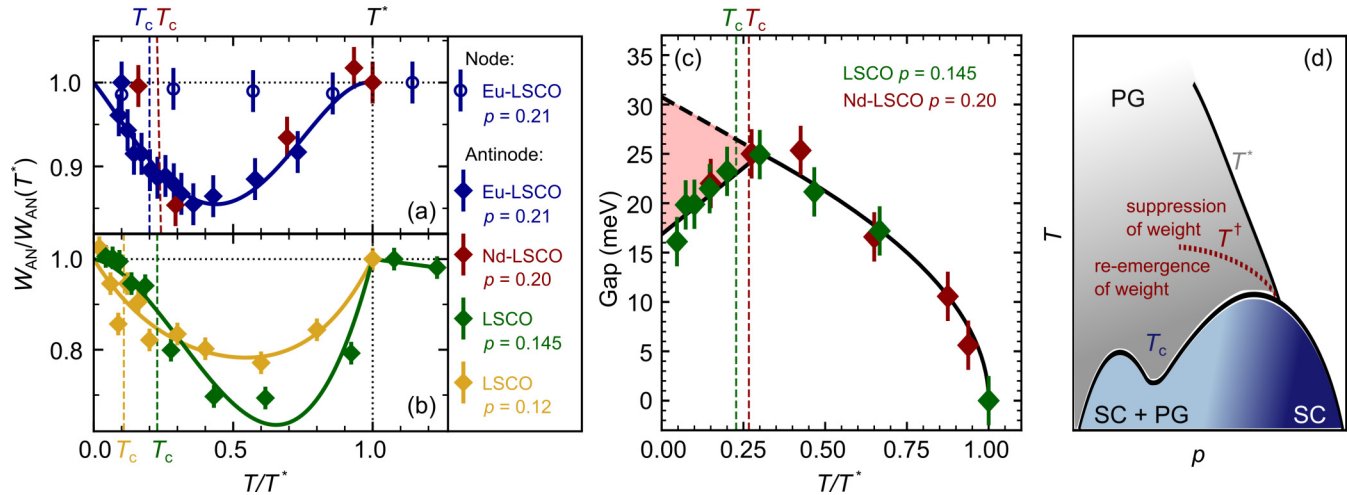 T_c T_c T^*
W_AN/W_AN(T^*)
1.0
0.9
(a)
1.0
0.8
(b)
0.0 T_c T_c 0.5 1.0
T/T^*
Node:
Eu-LSCO
p = 0.21
Antinode:
Eu-LSCO
p = 0.21
Nd-LSCO
p = 0.20
LSCO
p = 0.145
LSCO
p = 0.12
T_c T_c
(c)
LSCO p = 0.145
Nd-LSCO p = 0.20
Gap (meV)
35
30
25
20
15
10
5
0
0.00 0.25 0.50 0.75 1.00
T/T^*
(d)
PG
T^*
suppression
of weight
T^†
re-emergence
of weight
T
T_c
SC + PG
SC
p